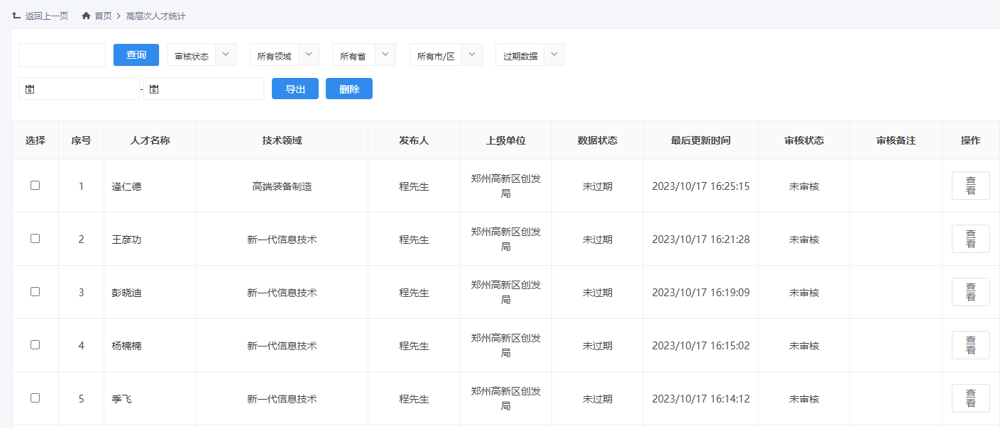 返回上一页 首页 > 高层次人才统计
查询 审核状态 所有领域 所有省 所有市/区 过期数据
- 导出 删除
选择 序号 人才名称 技术领域 发布人 上级单位 数据状态 最后更新时间 审核状态 审核备注 操作
1 逄仁德 高端装备制造 程先生 郑州高新区创发局 未过期 2023/10/17 16:25:15 未审核 查看
2 王彦功 新一代信息技术 程先生 郑州高新区创发局 未过期 2023/10/17 16:21:28 未审核 查看
3 彭晓迪 新一代信息技术 程先生 郑州高新区创发局 未过期 2023/10/17 16:19:09 未审核 查看
4 杨楠楠 新一代信息技术 程先生 郑州高新区创发局 未过期 2023/10/17 16:15:02 未审核 查看
5 季飞 新一代信息技术 程先生 郑州高新区创发局 未过期 2023/10/17 16:14:12 未审核 查看